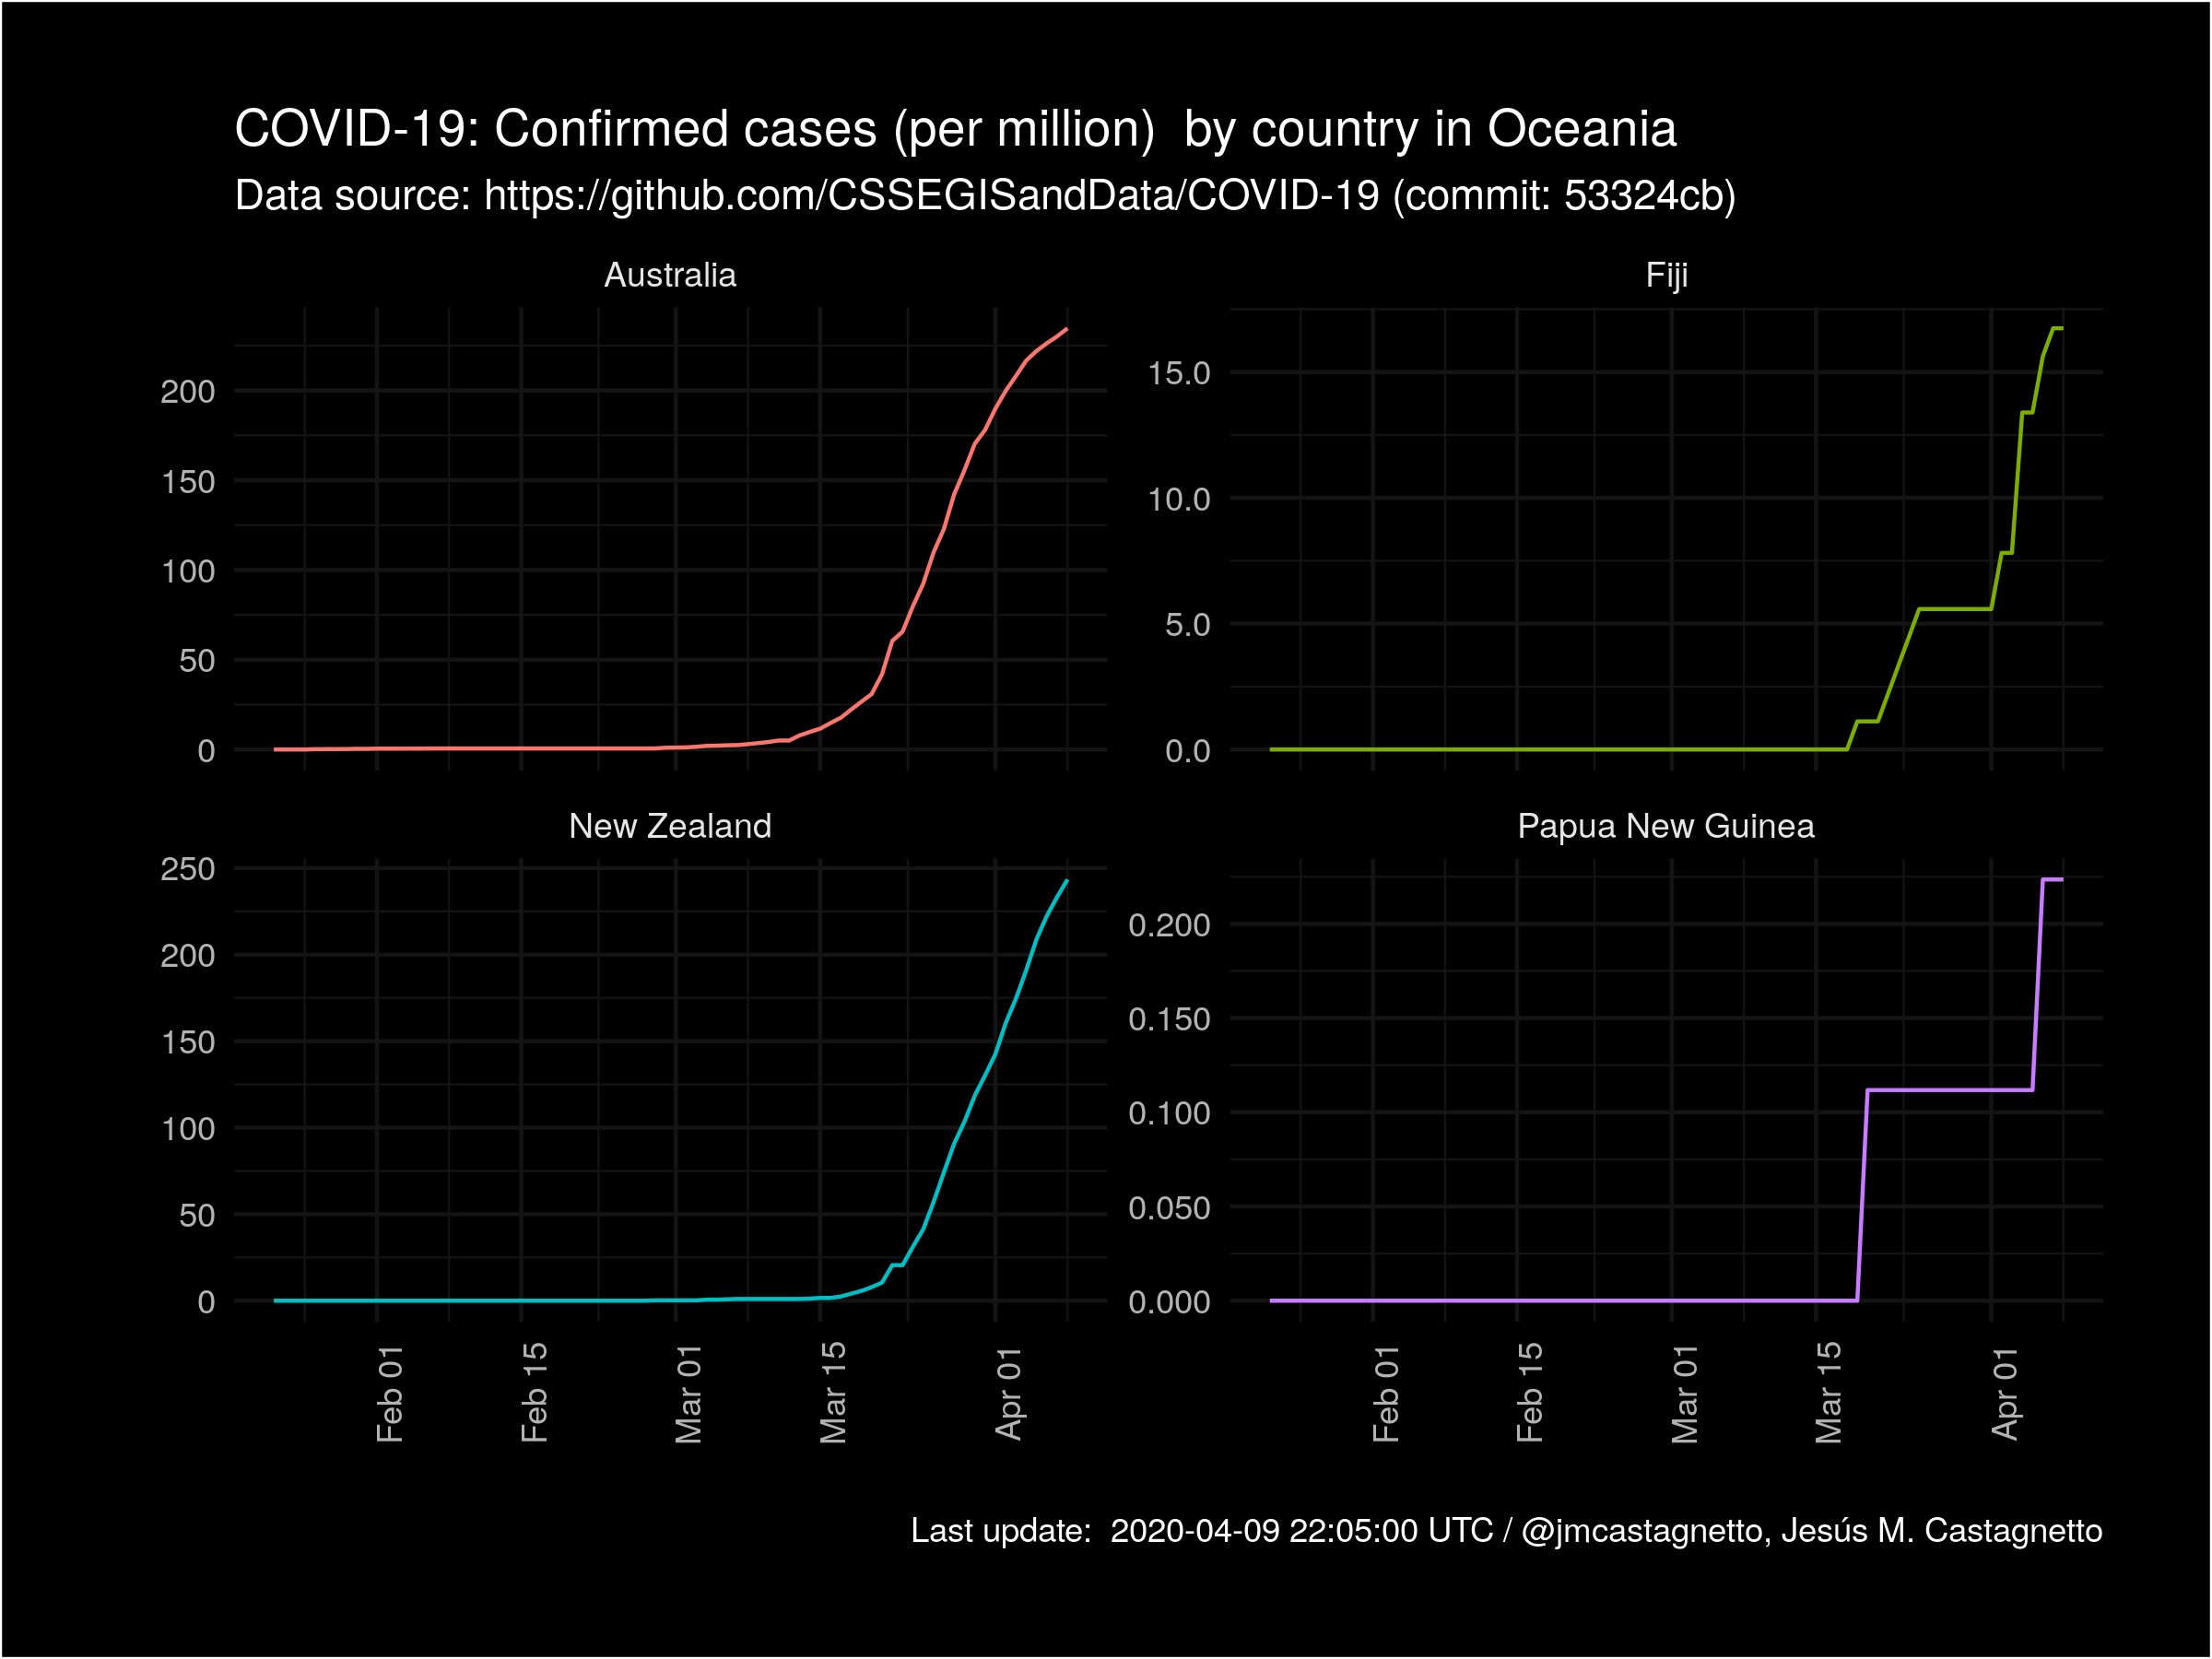 COVID-19: Confirmed cases (per million)  by country in Oceania
Data source: https://github.com/CSSEGISandData/COVID-19 (commit: 53324cb)
Australia
200
150
100
50
0
Fiji
15.0
10.0
5.0
0.0
New Zealand
250
200
150
100
50
0
Feb 01
Feb 15
Mar 01
Mar 15
Apr 01
Papua New Guinea
0.200
0.150
0.100
0.050
0.000
Feb 01
Feb 15
Mar 01
Mar 15
Apr 01
Last update:  2020-04-09 22:05:00 UTC / @jmcastagnetto, Jesús M. Castagnetto